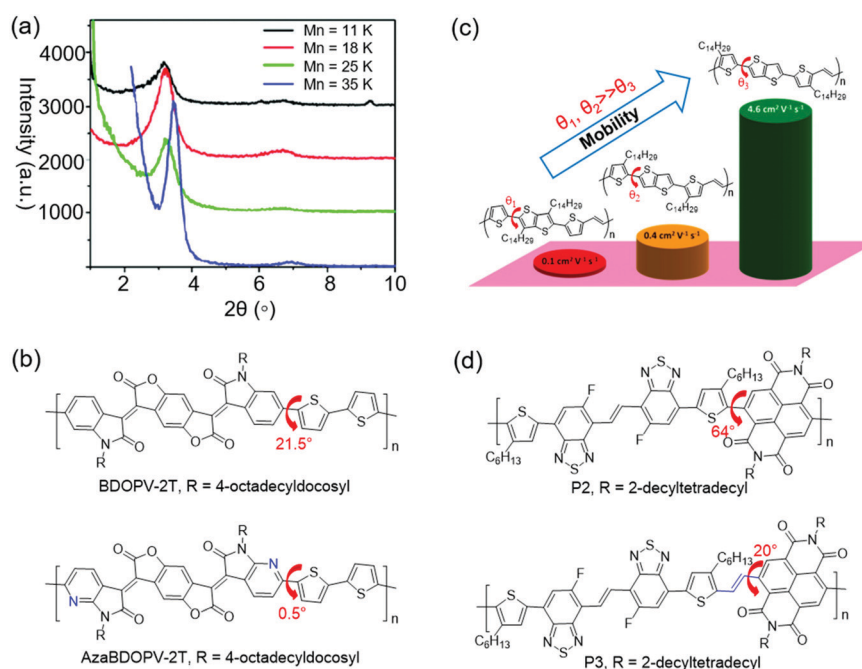 (a)
Mn = 11 K
Mn = 18 K
Mn = 25 K
Mn = 35 K
Intensity (a.u.)
4000
3000
2000
1000
2
4
6
8
10
2θ (○)
(c)
θ₁, θ₂>>θ₃
Mobility
C₁₄H₂₉
S
S
S
S
θ₃
C₁₄H₂₉
n
4.6 cm² V⁻¹ s⁻¹
C₁₄H₂₉
S
S
S
S
θ₂
C₁₄H₂₉
n
0.4 cm² V⁻¹ s⁻¹
θ₁
C₁₄H₂₉
S
S
S
S
C₁₄H₂₉
n
0.1 cm² V⁻¹ s⁻¹
(b)
R
O
O
O
N
S
S
N
O
O
O
R
21.5°
n
BDOPV-2T, R = 4-octadecyldocosyl
R
O
O
O
N
N
S
S
N
N
O
O
O
R
0.5°
n
AzaBDOPV-2T, R = 4-octadecyldocosyl
(d)
R
O
N
O
N
S
N
C₆H₁₃
F
S
S
64°
C₆H₁₃
F
N
N
S
O
N
O
R
n
P2, R = 2-decyltetradecyl
R
O
N
O
N
S
N
C₆H₁₃
20°
F
S
S
C₆H₁₃
F
N
N
S
O
N
O
R
n
P3, R = 2-decyltetradecyl